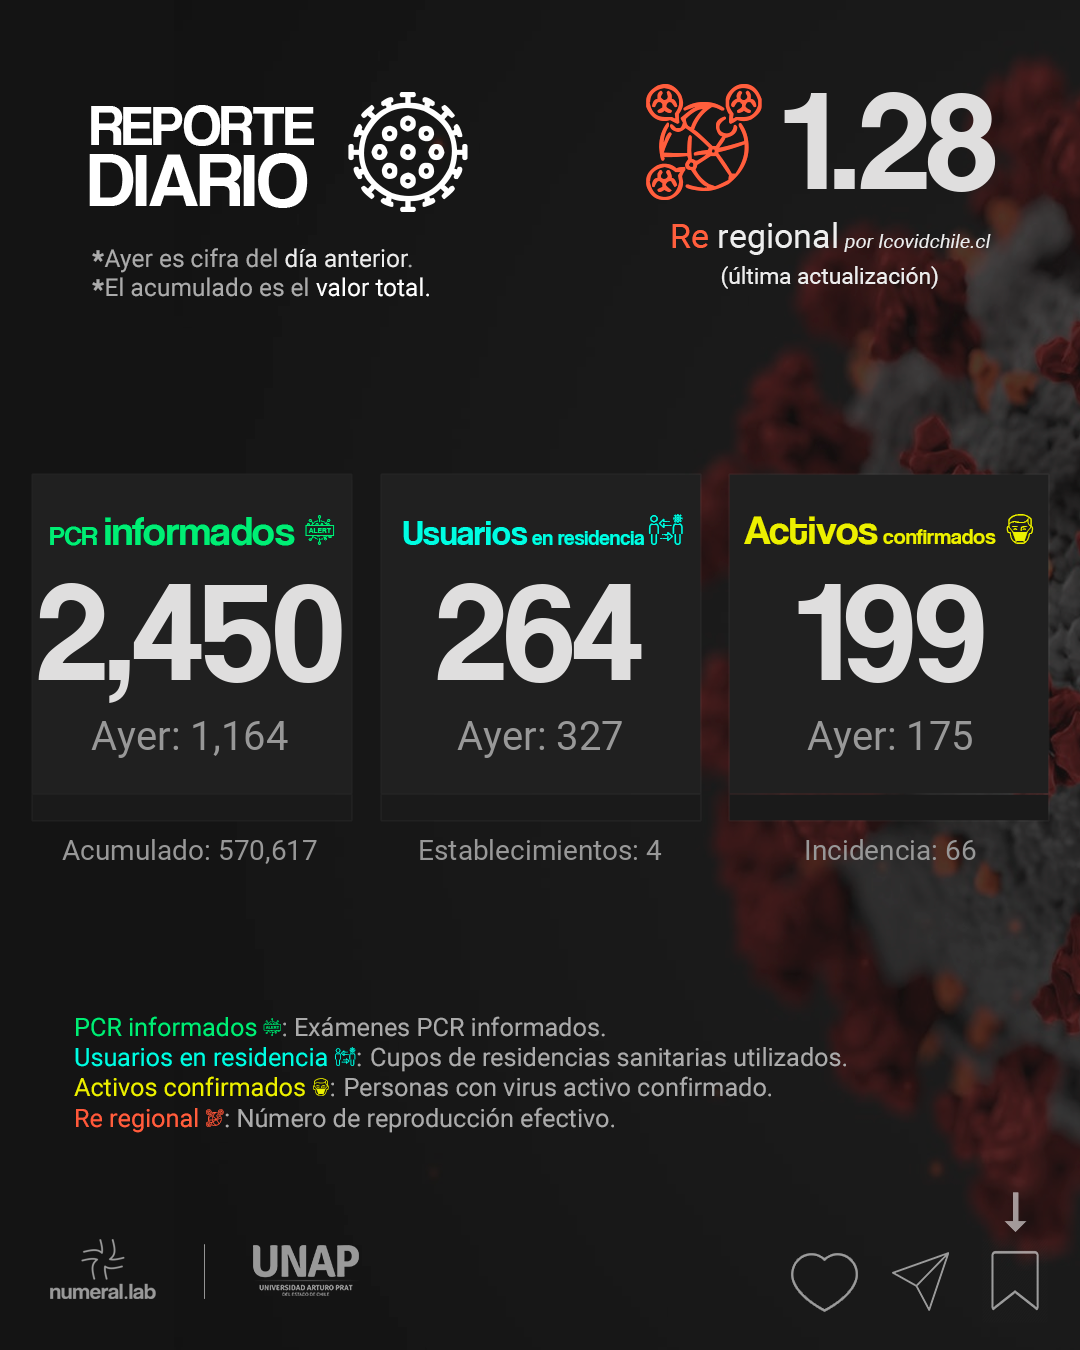 REPORTE
DIARIO
*Ayer es cifra del día anterior.
*El acumulado es el valor total.
1.28
Re regional por Icovidchile.cl
(última actualización)
PCR informados ALERT
2,450
Ayer: 1,164
Acumulado: 570,617
Usuarios en residencia
264
Ayer: 327
Establecimientos: 4
Activos confirmados
199
Ayer: 175
Incidencia: 66
PCR informados ALERT: Exámenes PCR informados.
Usuarios en residencia : Cupos de residencias sanitarias utilizados.
Activos confirmados : Personas con virus activo confirmado.
Re regional : Número de reproducción efectivo.
numeral.lab
UNAP
UNIVERSIDAD ARTURO PRAT
DEL ESTADO DE CHILE